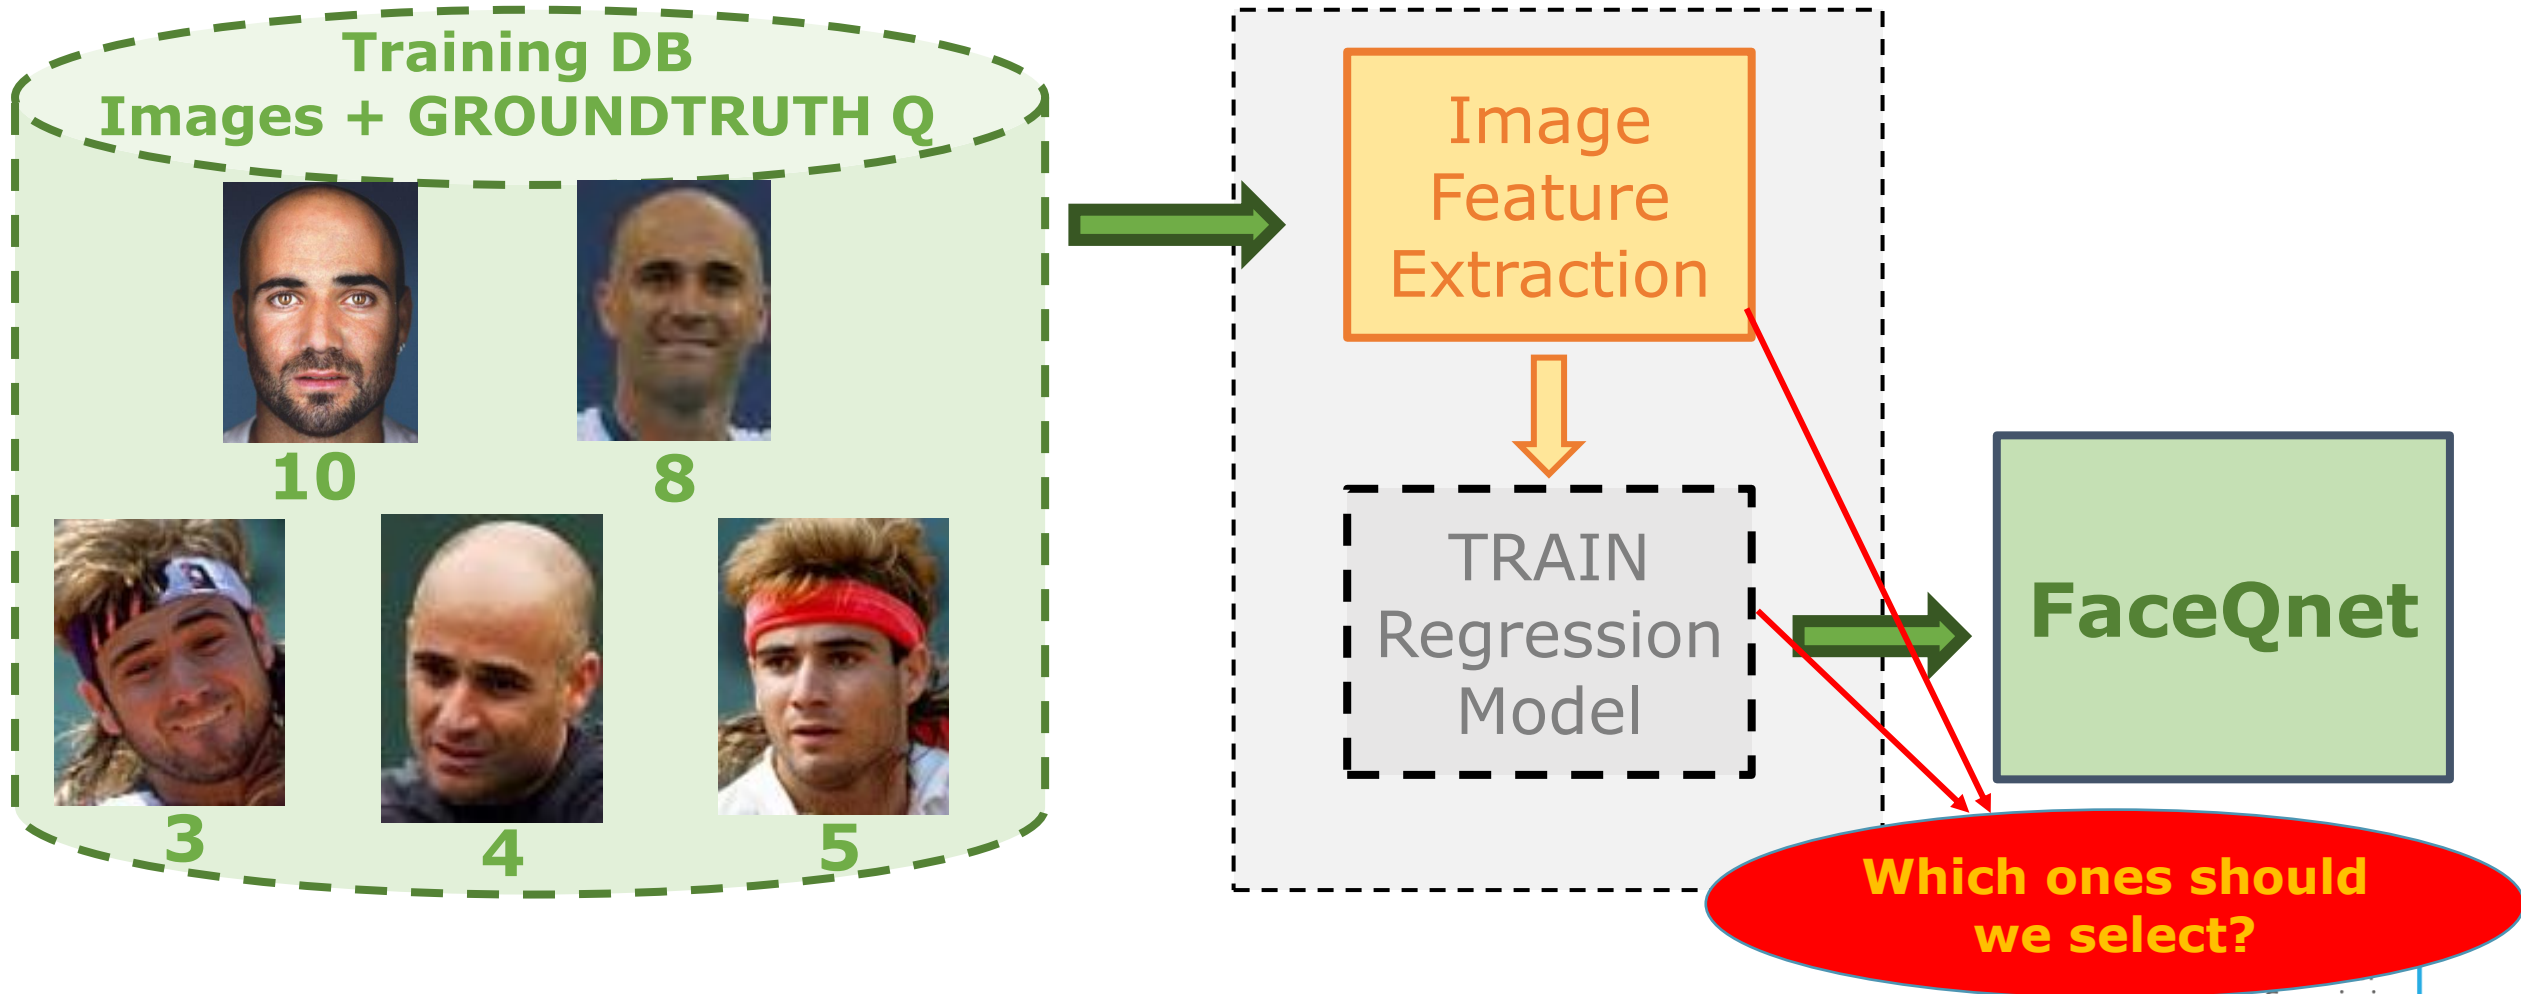 Training DB
Images + GROUNDTRUTH Q
10
8
3
4
5
Image
Feature
Extraction
TRAIN
Regression
Model
FaceQnet
Which ones should
we select?